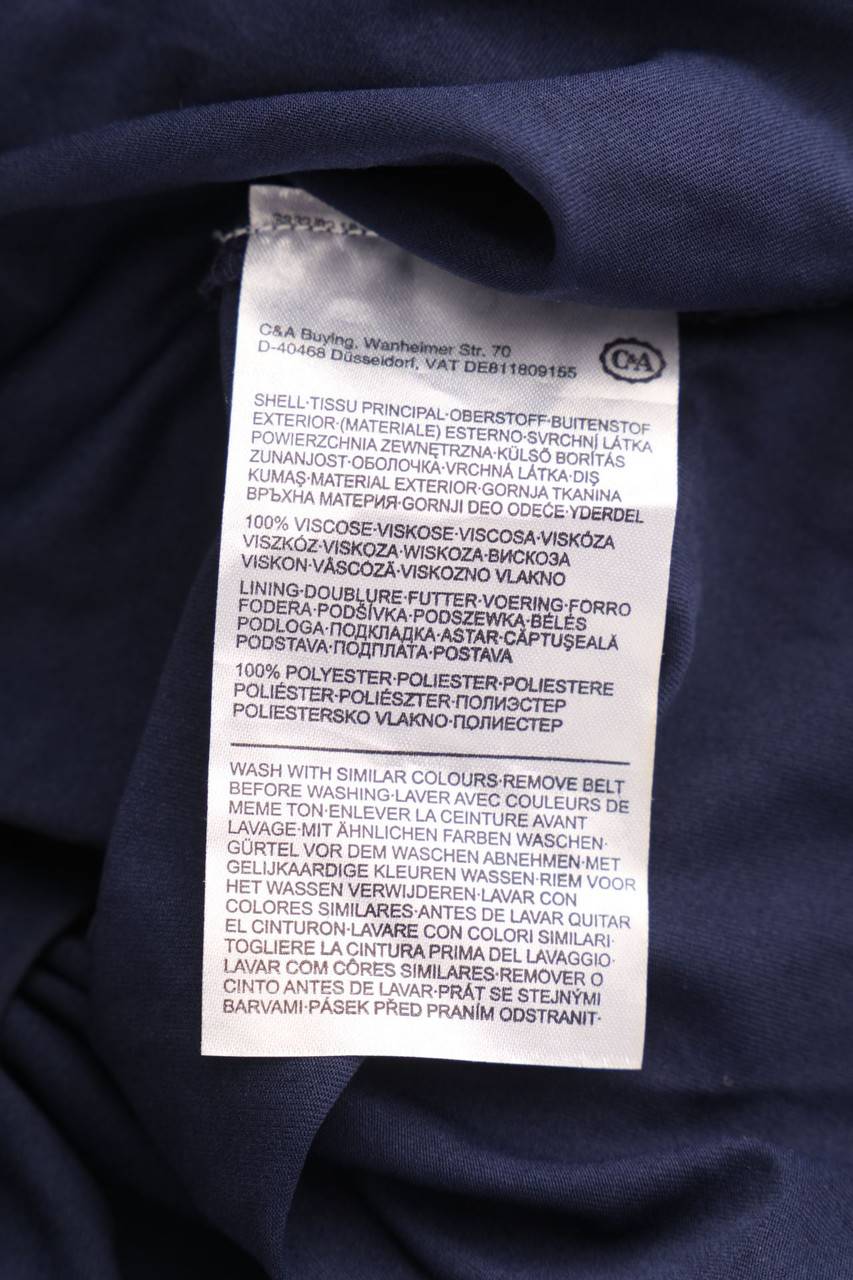 C&A Buying, Wanheimer Str. 70
D-40468 Düsseldorf, VAT DE811809155
C&A
SHELL·TISSU PRINCIPAL·OBERSTOFF·BUITENSTOF
EXTERIOR·(MATERIALE) ESTERNO·SVRCHNÍ LÁTKA
POWIERZCHNIA ZEWNĘTRZNA·KÜLSŐ BORÍTÁS
ZUNANJOST·ОБОЛОЧКА·VRCHNÁ LÁTKA·DIŞ
KUMAŞ·MATERIAL EXTERIOR·GORNJA TKANINA
ВРЪХНА МАТЕРИЯ·GORNJI DEO ODEĆE·YDERDEL
100% VISCOSE·VISKOSE·VISCOSA·VISKÓZA
VISZKÓZ·VISKOZA·WISKOZA·ВИСКОЗА
VISKON·VÂSCOZĂ·VISKOZNO VLAKNO
LINING·DOUBLURE·FUTTER·VOERING·FORRO
FODERA·PODŠÍVKA·PODSZEWKA·BÉLÉS
PODLOGA·ПОДКЛАДКА·ASTAR·CĂPTUŞEALĂ
PODSTAVA·ПОДПЛАТА·POSTAVA
100% POLYESTER·POLIESTER·POLIESTERE
POLIÉSTER·POLIÉSZTER·ПОЛИЭСТЕР
POLIESTERSKO VLAKNO·ПОЛИЕСТЕР
WASH WITH SIMILAR COLOURS·REMOVE BELT
BEFORE WASHING·LAVER AVEC COULEURS DE
MEME TON·ENLEVER LA CEINTURE AVANT
LAVAGE·MIT ÄHNLICHEN FARBEN WASCHEN·
GÜRTEL VOR DEM WASCHEN ABNEHMEN·MET
GELIJKAARDIGE KLEUREN WASSEN·RIEM VOOR
HET WASSEN VERWIJDEREN·LAVAR CON
COLORES SIMILARES·ANTES DE LAVAR QUITAR
EL CINTURON·LAVARE CON COLORI SIMILARI·
TOGLIERE LA CINTURA PRIMA DEL LAVAGGIO·
LAVAR COM CÔRES SIMILARES·REMOVER O
CINTO ANTES DE LAVAR·PRÁT SE STEJNÝMI
BARVAMI·PÁSEK PŘED PRANÍM ODSTRANIT·